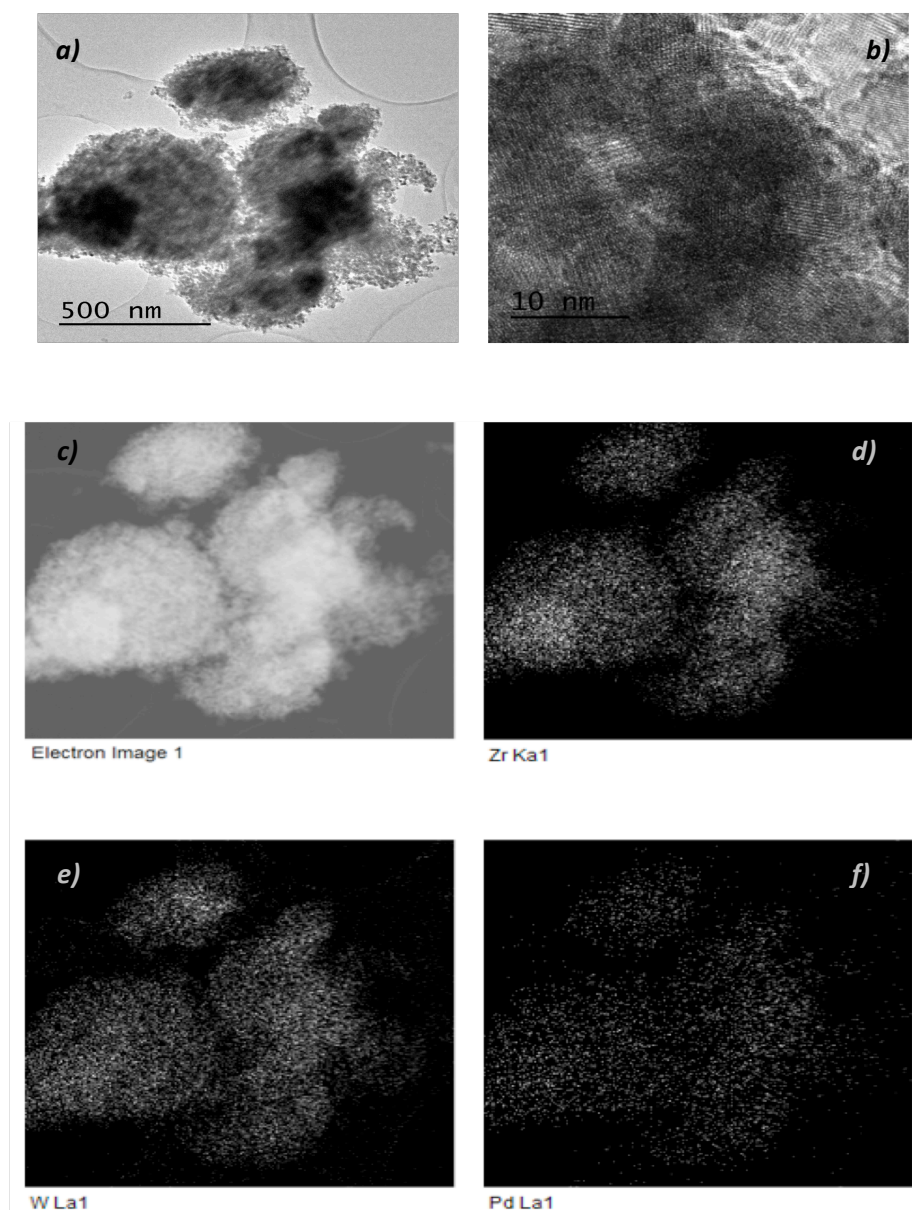 a)
b)
500 nm
10 nm
c)
d)
Electron Image 1
Zr Ka1
e)
f)
W La1
Pd La1